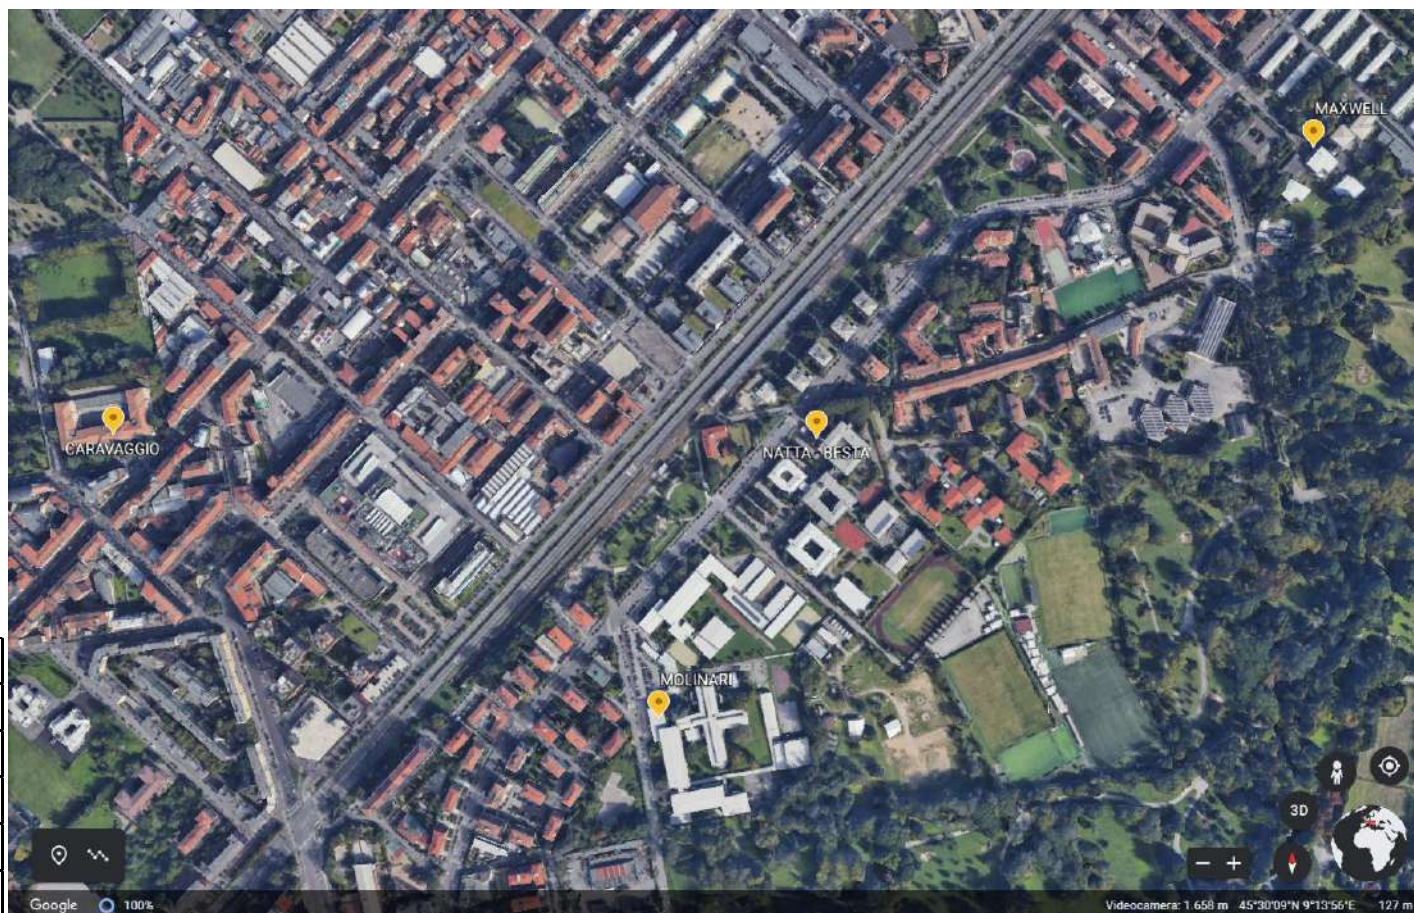 MAXWELL
CARAVAGGIO
NATTA - BESTA
MOLINARI
3D
Google 100% Videocamera: 1.658 m 45°30'09"N 9°13'56"E 127 m